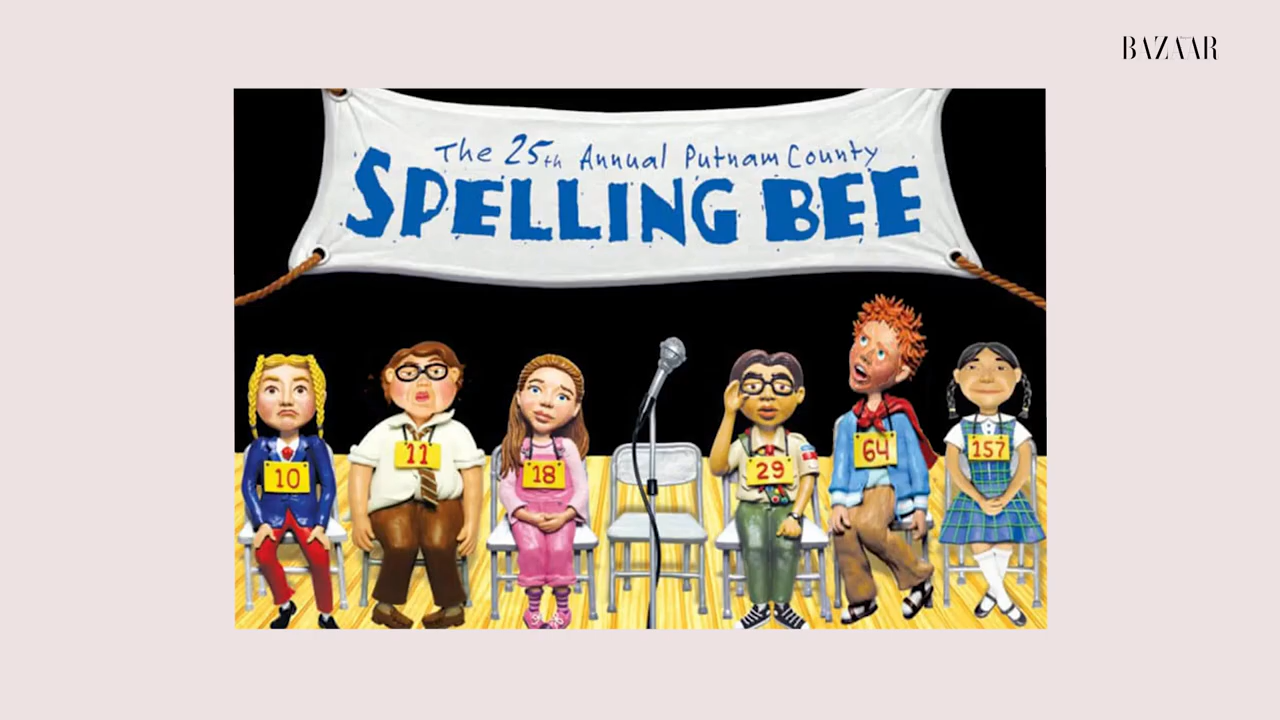 BAZAAR
The 25th Annual Putnam County
SPELLING BEE
10
11
18
29
64
157